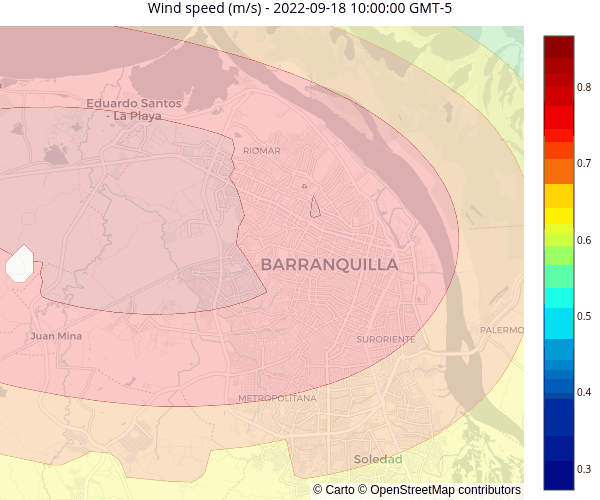 Wind speed (m/s) - 2022-09-18 10:00:00 GMT-5
Eduardo Santos
- La Playa
RIOMAR
BARRANQUILLA
Juan Mina
SURORIENTE
PALERMO
METROPOLITANA
Soledad
© Carto © OpenStreetMap contributors
0.8
0.7
0.6
0.5
0.4
0.3